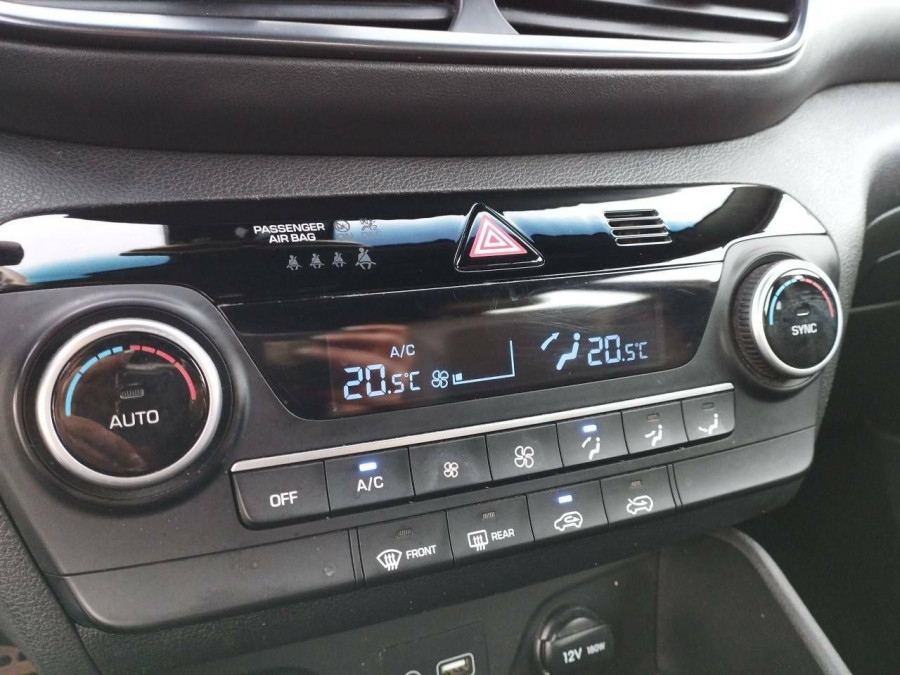 PASSENGER
AIR BAG
SYNC
A/C
20.5°C
20.5°C
AUTO
OFF
A/C
FRONT
REAR
12V 180W